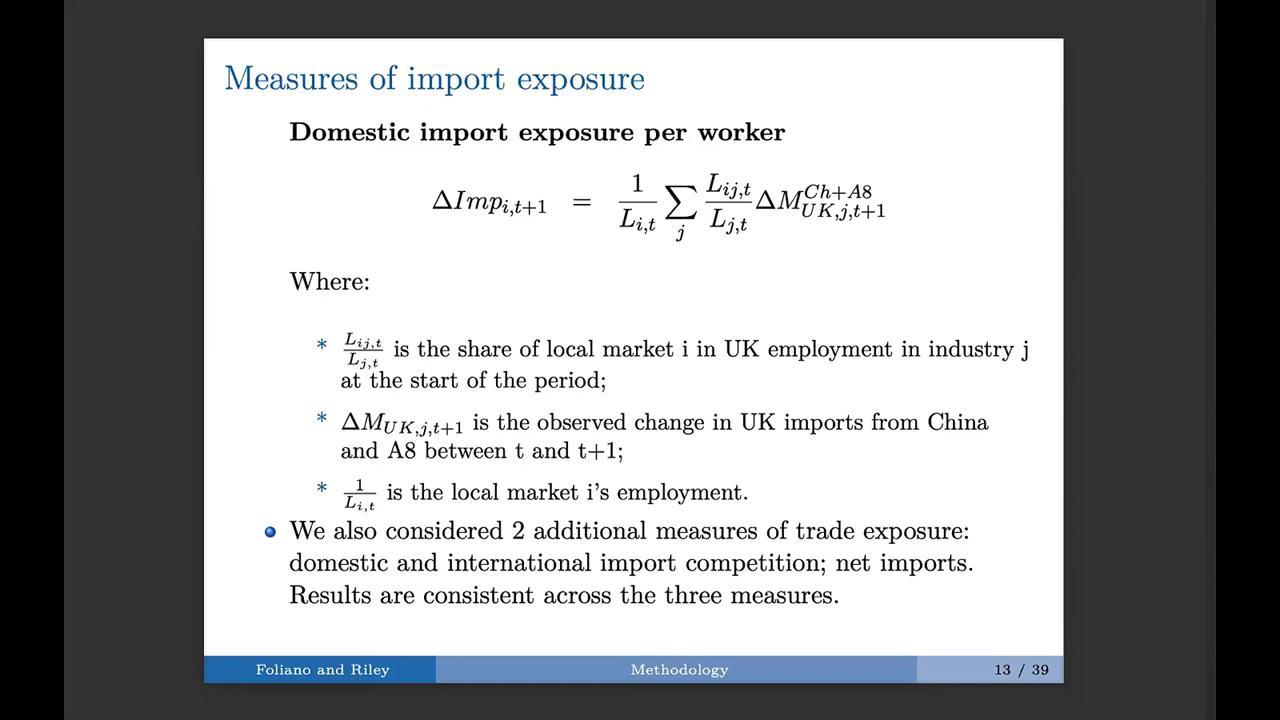 Measures of import exposure
Domestic import exposure per worker
ΔImp_{i,t+1} = \frac{1}{L_{i,t}} \sum_{j} \frac{L_{ij,t}}{L_{j,t}} ΔM^{Ch+A8}_{UK,j,t+1}
Where:
* \frac{L_{ij,t}}{L_{j,t}} is the share of local market i in UK employment in industry j
at the start of the period;
* ΔM_{UK,j,t+1} is the observed change in UK imports from China
and A8 between t and t+1;
* \frac{1}{L_{i,t}} is the local market i's employment.
• We also considered 2 additional measures of trade exposure:
domestic and international import competition; net imports.
Results are consistent across the three measures.
Foliano and Riley
Methodology
13 / 39